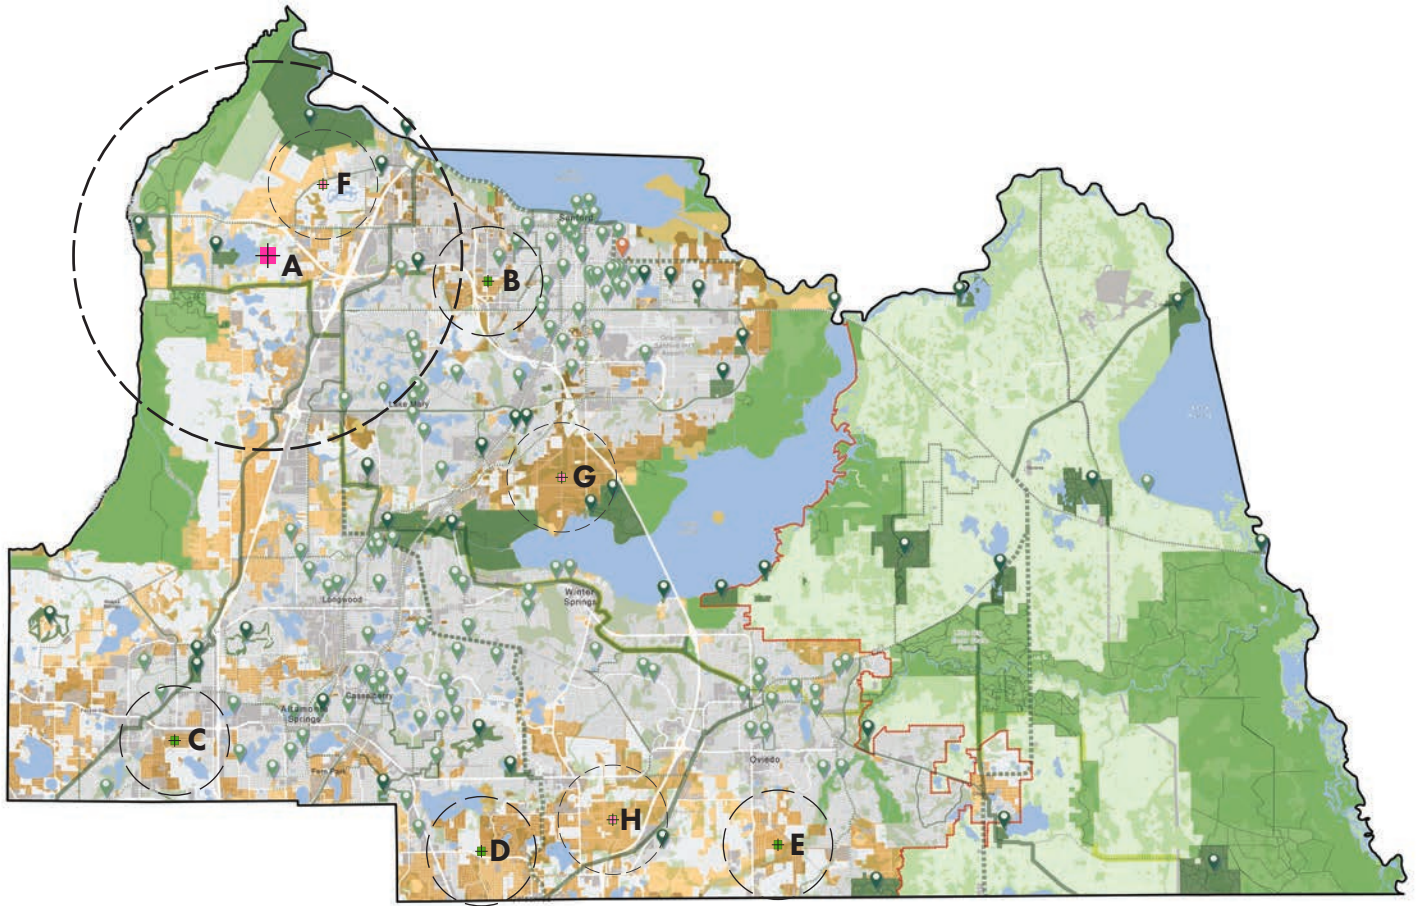 F
Sanford
A
B
Lake Mary
G
Longwood
Winter
Springs
Casselberry
Altamonte
Springs
C
Fern Park
Oviedo
H
D
E